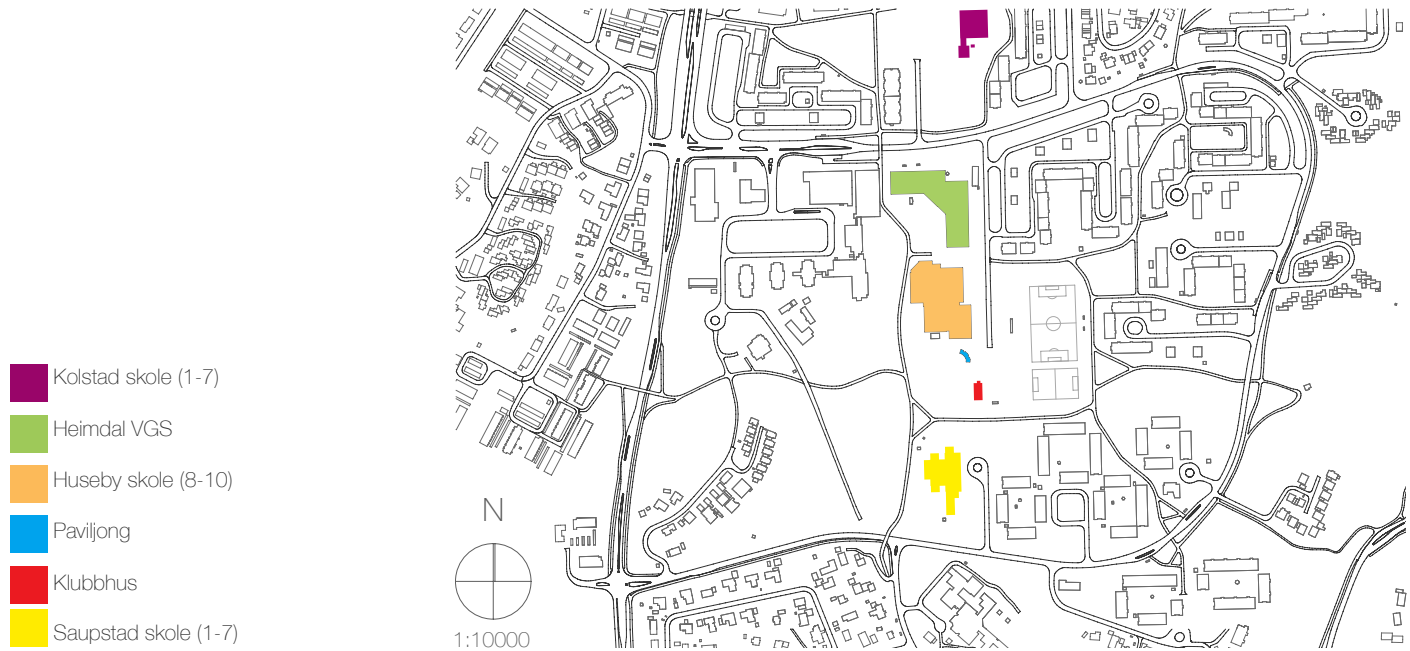 Kolstad skole (1-7)
Heimdal VGS
Huseby skole (8-10)
Paviljong
Klubbhus
Saupstad skole (1-7)
N
1:10000